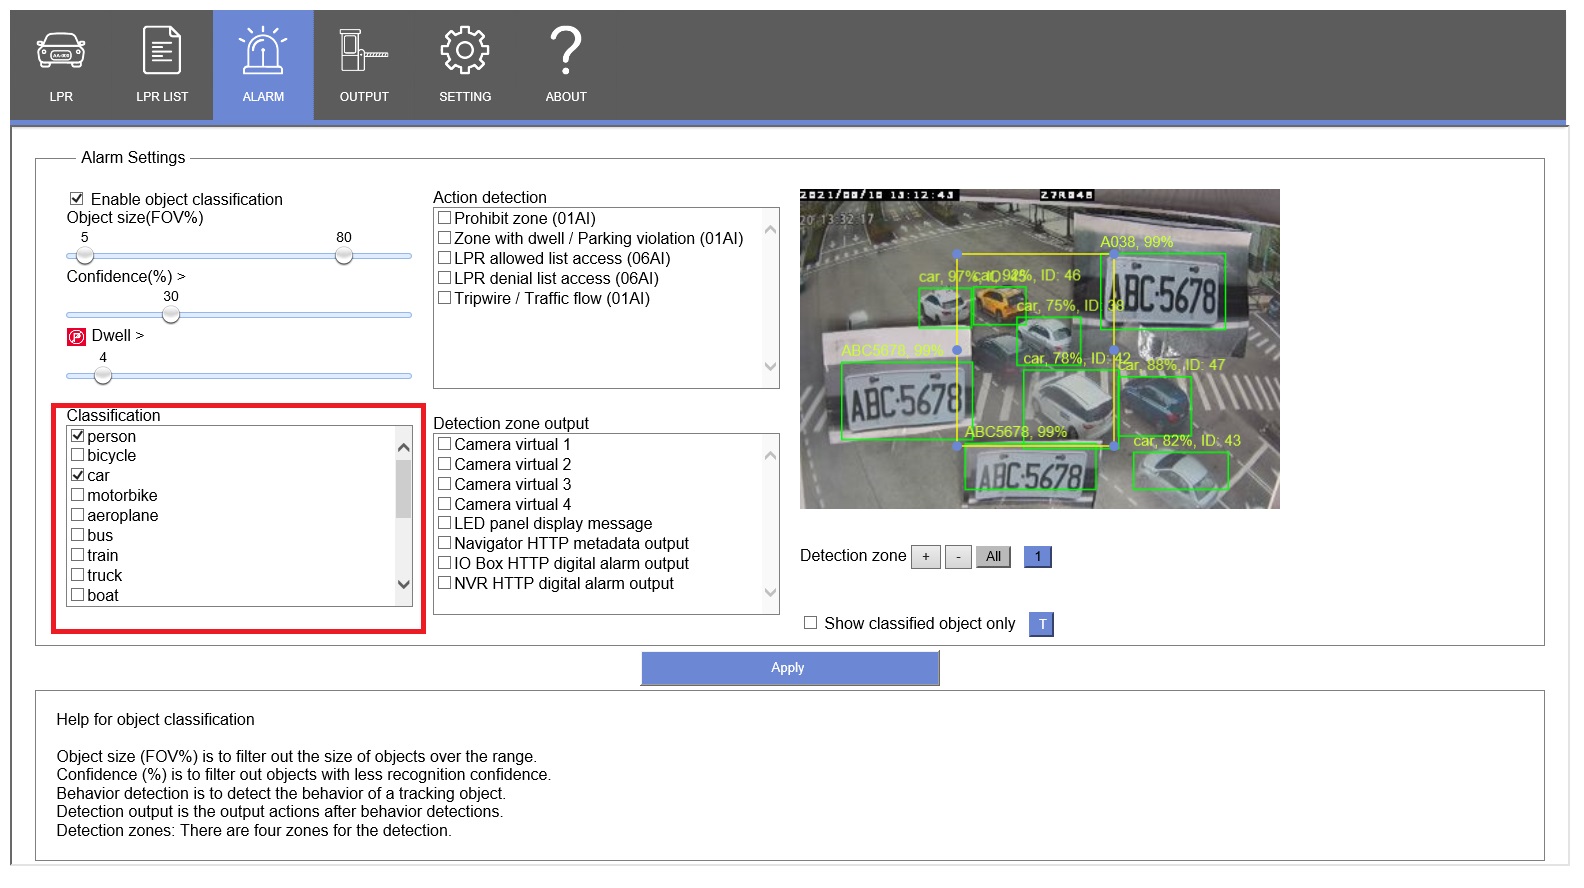 LPR
LPR LIST
ALARM
OUTPUT
SETTING
ABOUT
Alarm Settings
Enable object classification
Object size(FOV%)
5
80
Confidence(%) >
30
Dwell >
4
Classification
person
bicycle
car
motorbike
aeroplane
bus
train
truck
boat
Action detection
Prohibit zone (01AI)
Zone with dwell / Parking violation (01AI)
LPR allowed list access (06AI)
LPR denial list access (06AI)
Tripwire / Traffic flow (01AI)
Detection zone output
Camera virtual 1
Camera virtual 2
Camera virtual 3
Camera virtual 4
LED panel display message
Navigator HTTP metadata output
IO Box HTTP digital alarm output
NVR HTTP digital alarm output
2021/08/10 13:12:43
Z7R04B
20 13:32:17
A038, 99%
car, 97%, ID: 45
car, 92%, ID: 46
ABC·5678
car, 75%, ID: 38
ABC5678, 99%
car, 78%, ID: 42
car, 88%, ID: 47
ABC·5678
ABC5678, 99%
car, 82%, ID: 43
ABC·5678
Detection zone
+
-
All
1
Show classified object only
T
Apply
Help for object classification
Object size (FOV%) is to filter out the size of objects over the range.
Confidence (%) is to filter out objects with less recognition confidence.
Behavior detection is to detect the behavior of a tracking object.
Detection output is the output actions after behavior detections.
Detection zones: There are four zones for the detection.